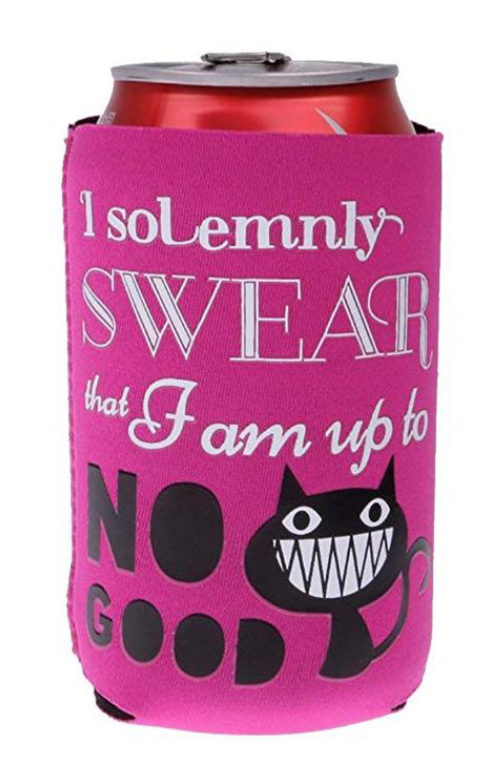 I soLemnly
SWEAR
that I am up to
NO
GOOD